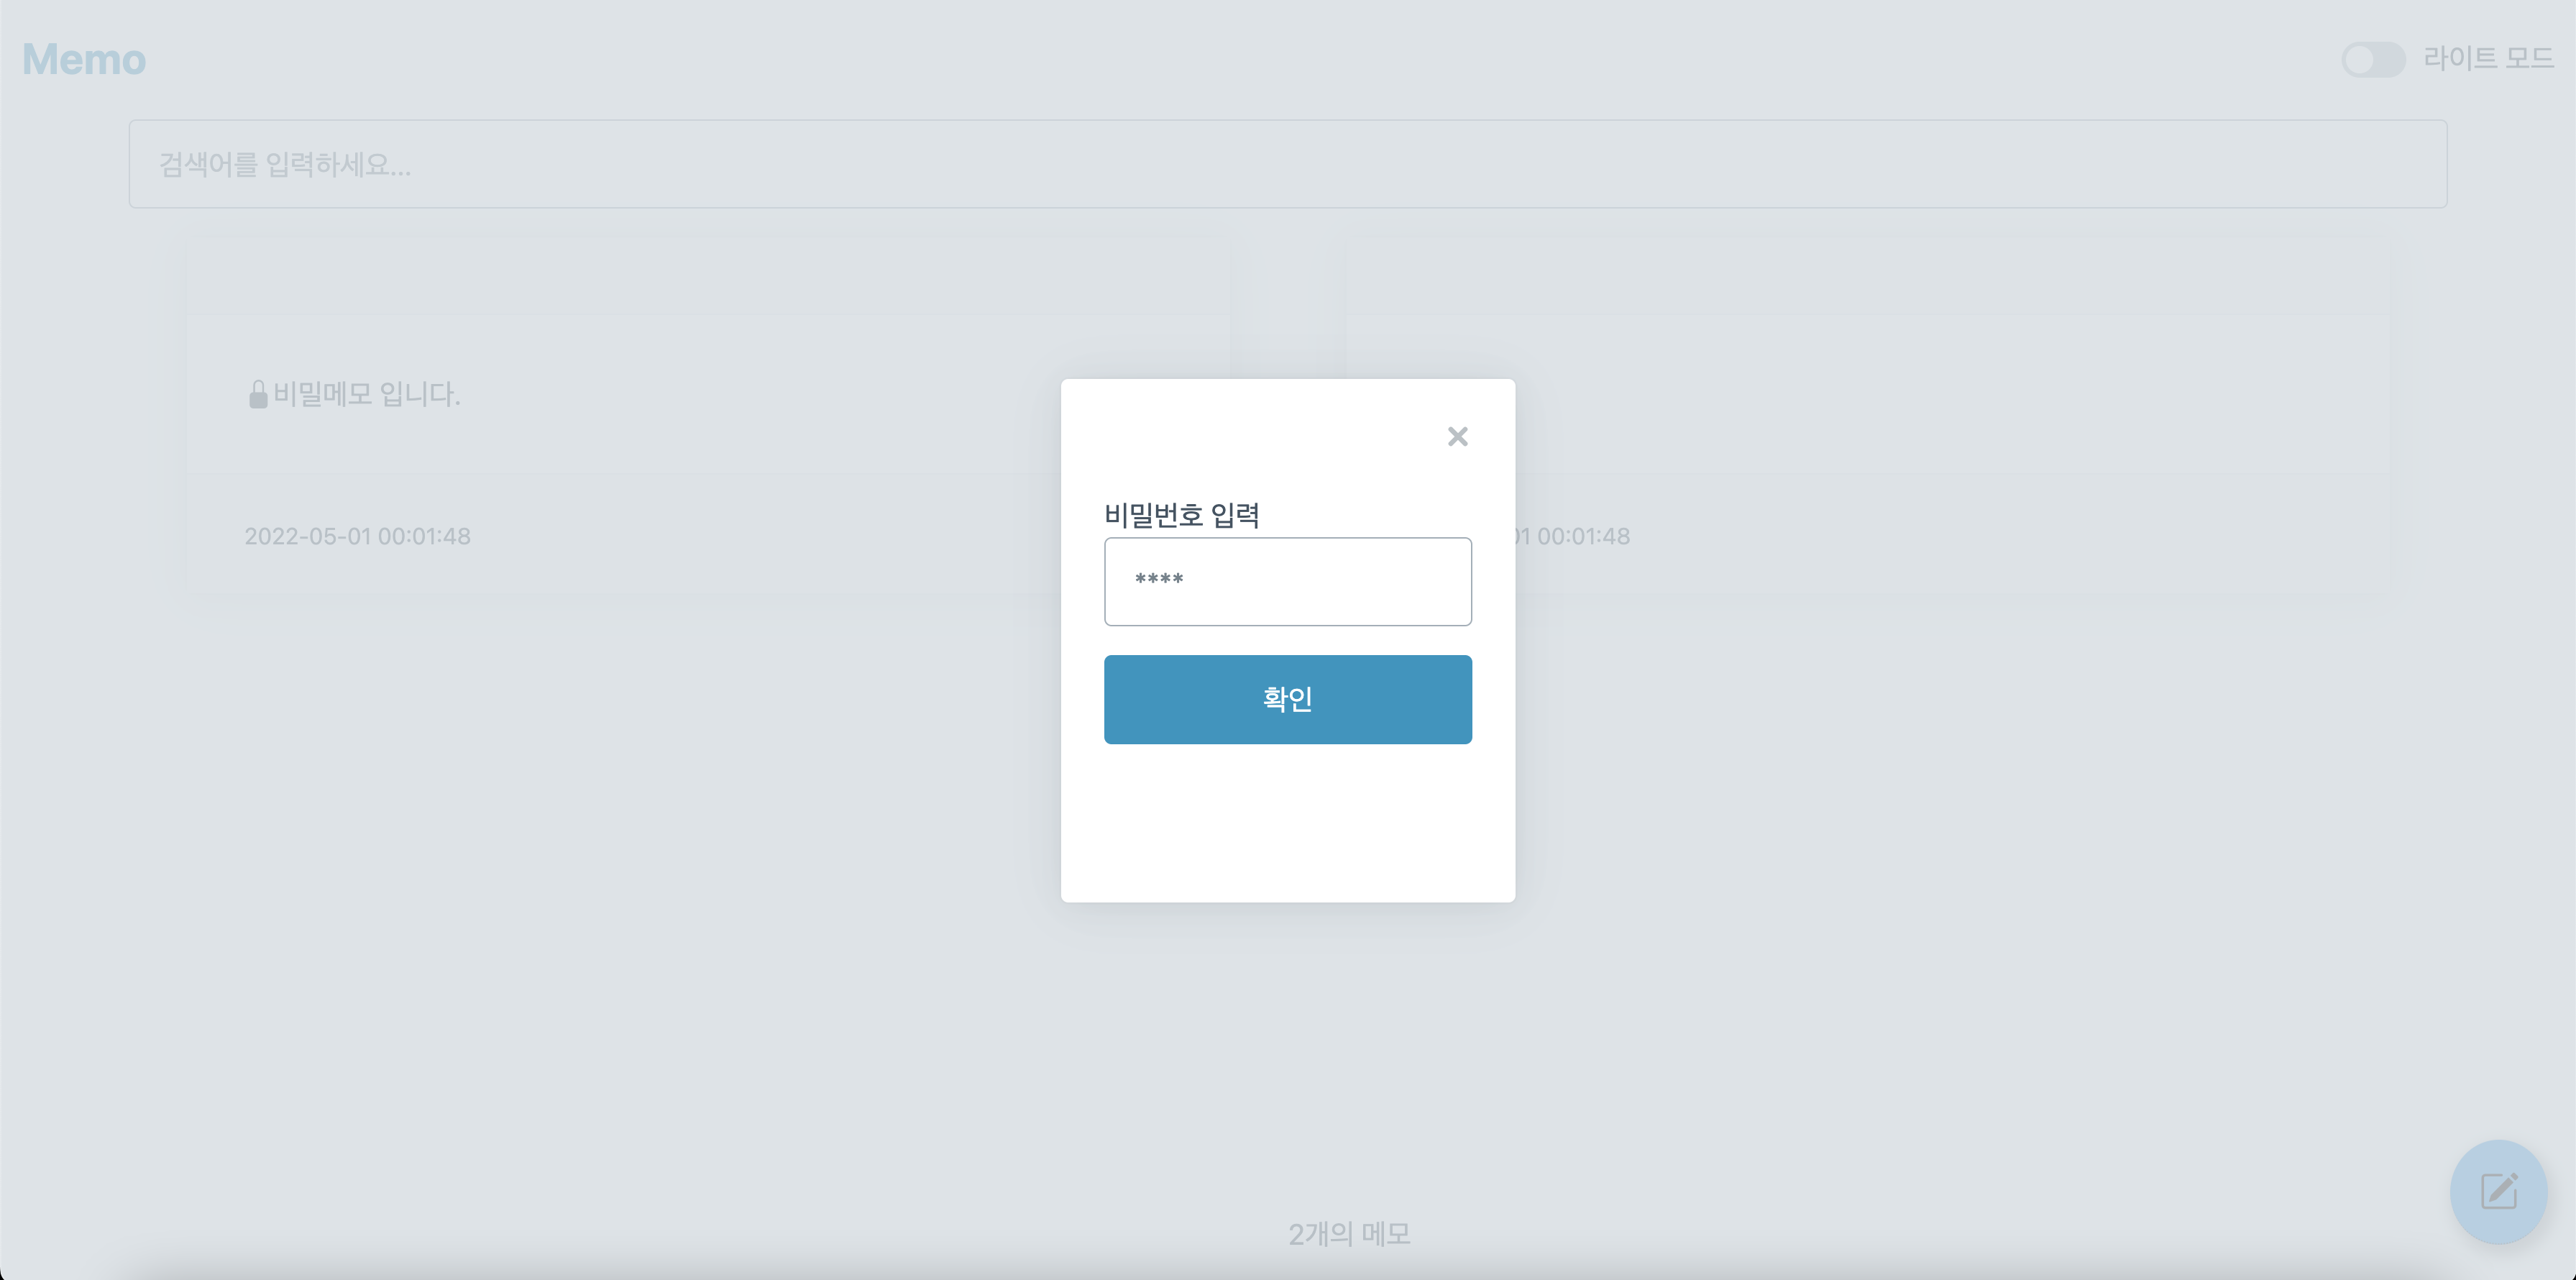 Memo
라이트 모드
검색어를 입력하세요...
비밀메모 입니다.
2022-05-01 00:01:48
비밀번호 입력
****
확인
00:01:48
2개의 메모